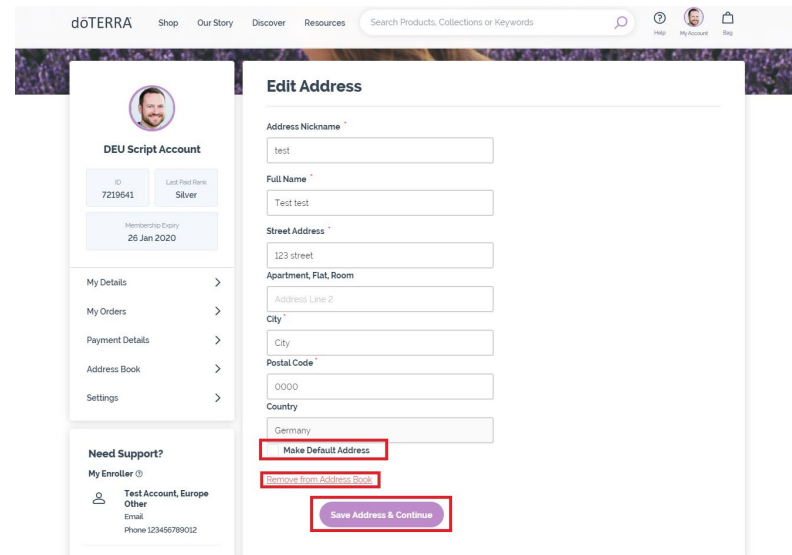 dōTERRA
Shop
Our Story
Discover
Resources
Search Products, Collections or Keywords
Help
My Account
Bag
DEU Script Account
ID
7219641
Last Paid Rank
Silver
Membership Expiry
26 Jan 2020
My Details
My Orders
Payment Details
Address Book
Settings
Need Support?
My Enroller
Test Account, Europe
Other
Email
Phone 123456789012
Edit Address
Address Nickname *
test
Full Name *
Test test
Street Address *
123 street
Apartment, Flat, Room
Address Line 2
City *
City
Postal Code *
0000
Country
Germany
Make Default Address
Remove from Address Book
Save Address & Continue